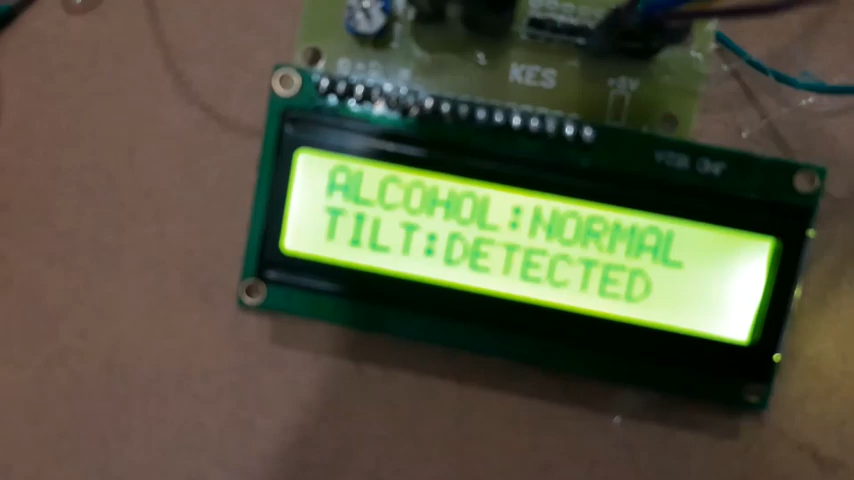 KES
+5V
ALCOHOL:NORMAL
TILT:DETECTED